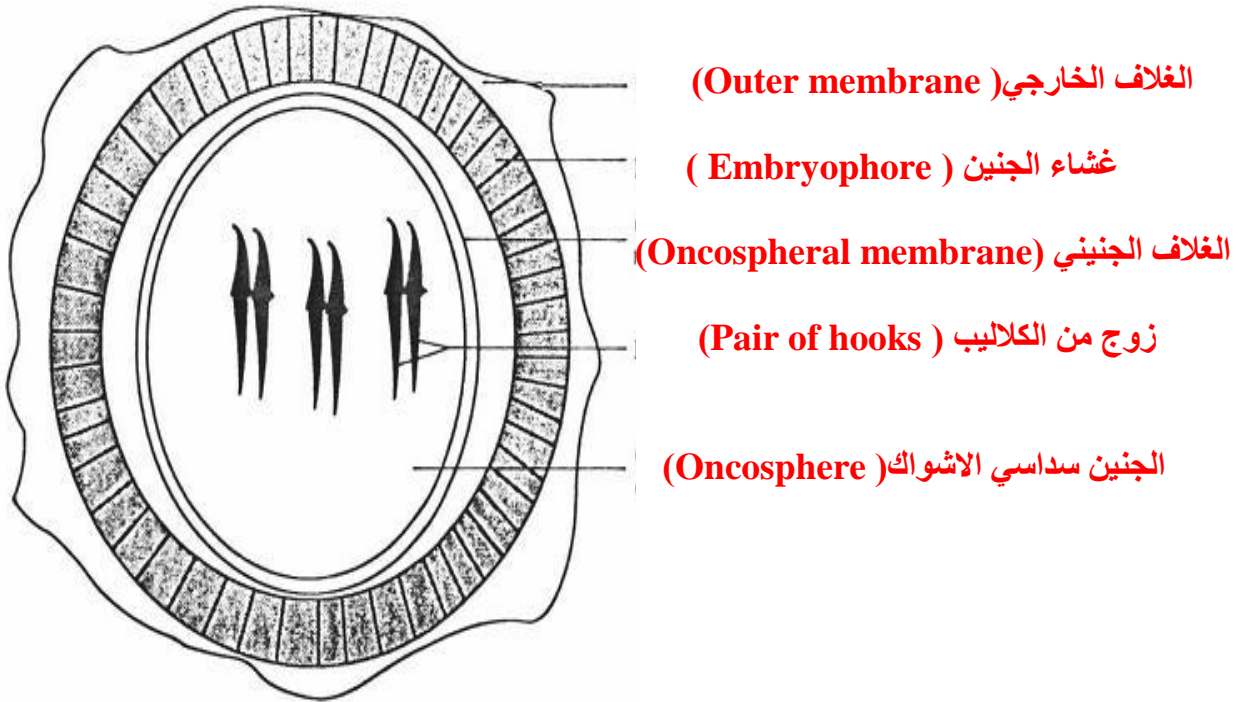 الغلاف الخارجي( Outer membrane)
غشاء الجنين ( Embryophore )
الغلاف الجنيني (Oncospheral membrane)
زوج من الكلاليب ( Pair of hooks)
الجنين سداسي الاشواك( Oncosphere)